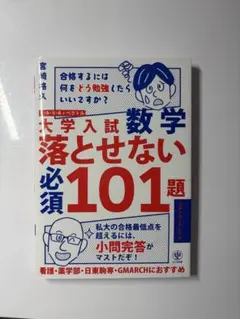 合格するには
何をどう勉強したら
いいですか?
大学入試 数学
落とせない
必須101題
私大の合格最低点を
超えるには、
小問完答が
マストだぞ!
看護・薬学部・日東駒専・GMARCHにおすすめ